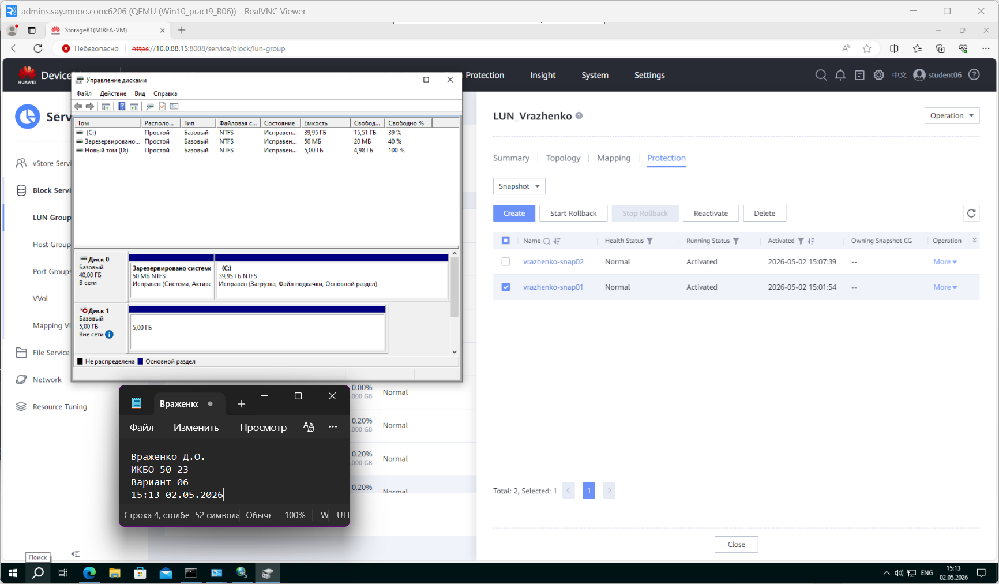 admins.say.mooo.com:6206 (QEMU (Win10_pract9_B06)) - RealVNC Viewer
StorageB1(MIREA-VM)
Небезопасно
https://10.0.88.15:8088/service/block/lun-group
HUAWEI
Device
Protection
Insight
System
Settings
中文
student06
Serv
vStore Servi
Block Servi
LUN Group
Host Group
Port Groups
VVol
Mapping Vi
File Service
Network
Resource Tuning
Управление дисками
Файл Действие Вид Справка
Том Располо... Тип Файловая с... Состояние Емкость Свобод... Свободно %
(C:) Простой Базовый NTFS Исправен... 39,95 ГБ 15,51 ГБ 39 %
Зарезервировано... Простой Базовый NTFS Исправен... 50 МБ 20 МБ 40 %
Новый том (D:) Простой Базовый NTFS Исправен... 5,00 ГБ 4,98 ГБ 100 %
Диск 0
Базовый
40,00 ГБ
В сети
Зарезервировано системо
50 МБ NTFS
Исправен (Система, Активе
(C:)
39,95 ГБ NTFS
Исправен (Загрузка, Файл подкачки, Основной раздел)
Диск 1
Базовый
5,00 ГБ
Вне сети
5,00 ГБ
Не распределена Основной раздел
0.00%
.000 GB
Normal
0.20%
.000 GB
Normal
0.20%
.000 GB
Normal
0.20%
Normal
Враженко
Файл Изменить Просмотр
Враженко Д.О.
ИКБО-50-23
Вариант 06
15:13 02.05.2026
Строка 4, столбе 52 символа Обычн 100% W UTF
LUN_Vrazhenko
Operation
Summary Topology Mapping Protection
Snapshot
Create Start Rollback Stop Rollback Reactivate Delete
Name Health Status Running Status Activated Owning Snapshot CG Operation
vrazhenko-snap02 Normal Activated 2026-05-02 15:07:39 -- More
vrazhenko-snap01 Normal Activated 2026-05-02 15:01:54 -- More
Total: 2, Selected: 1 < 1 >
Close
Поиск
ENG
15:13
02.05.2026